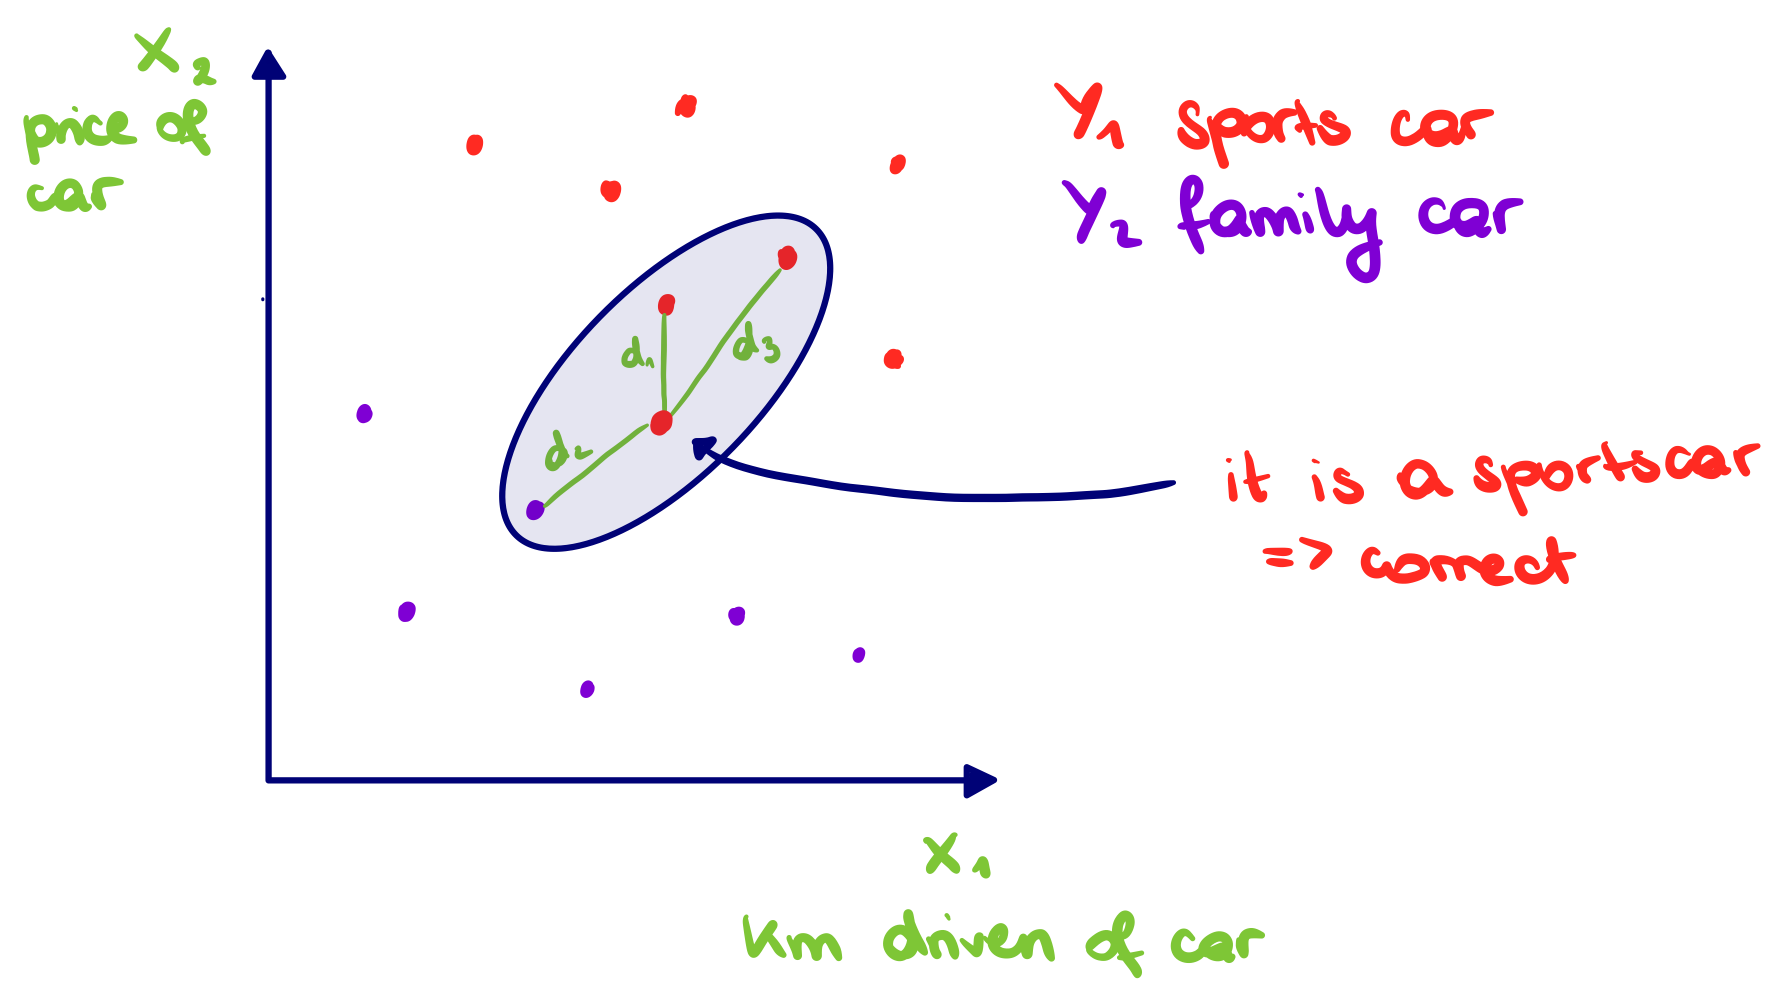 X₂
price of
car
Y₁ sports car
Y₂ family car
d₁
d₃
d₂
it is a sportscar
=> correct
X₁
Km driven of car